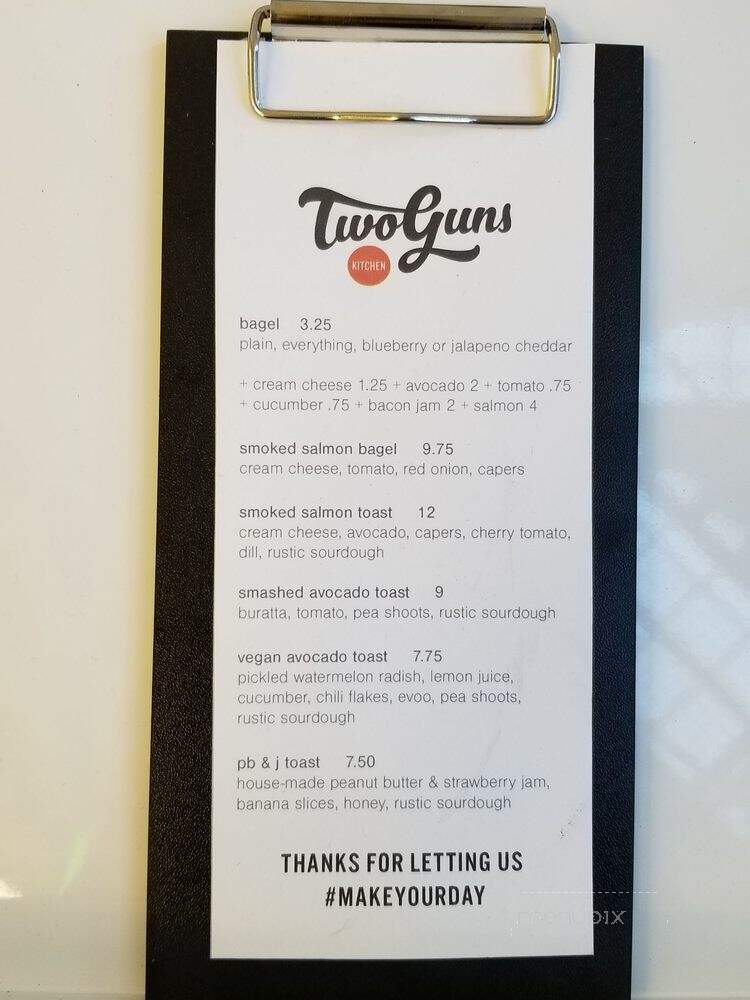 TwoGuns
KITCHEN
bagel 3.25
plain, everything, blueberry or jalapeno cheddar
+ cream cheese 1.25 + avocado 2 + tomato .75
+ cucumber .75 + bacon jam 2 + salmon 4
smoked salmon bagel 9.75
cream cheese, tomato, red onion, capers
smoked salmon toast 12
cream cheese, avocado, capers, cherry tomato,
dill, rustic sourdough
smashed avocado toast 9
buratta, tomato, pea shoots, rustic sourdough
vegan avocado toast 7.75
pickled watermelon radish, lemon juice,
cucumber, chili flakes, evoo, pea shoots,
rustic sourdough
pb & j toast 7.50
house-made peanut butter & strawberry jam,
banana slices, honey, rustic sourdough
THANKS FOR LETTING US
#MAKEYOURDAY
menupix